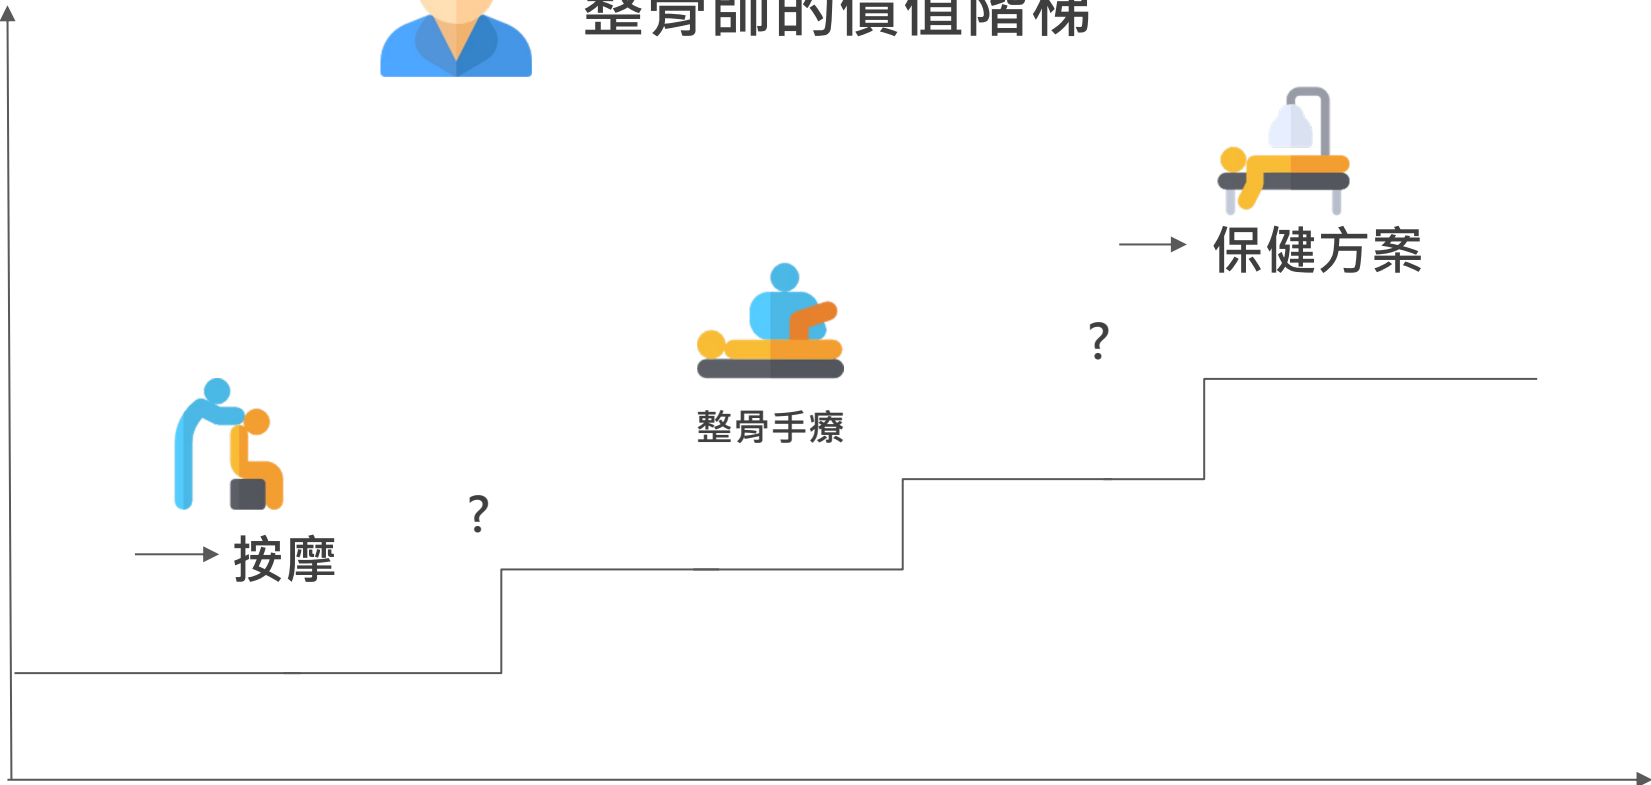 整骨師的價值階梯
保健方案
?
整骨手療
?
按摩